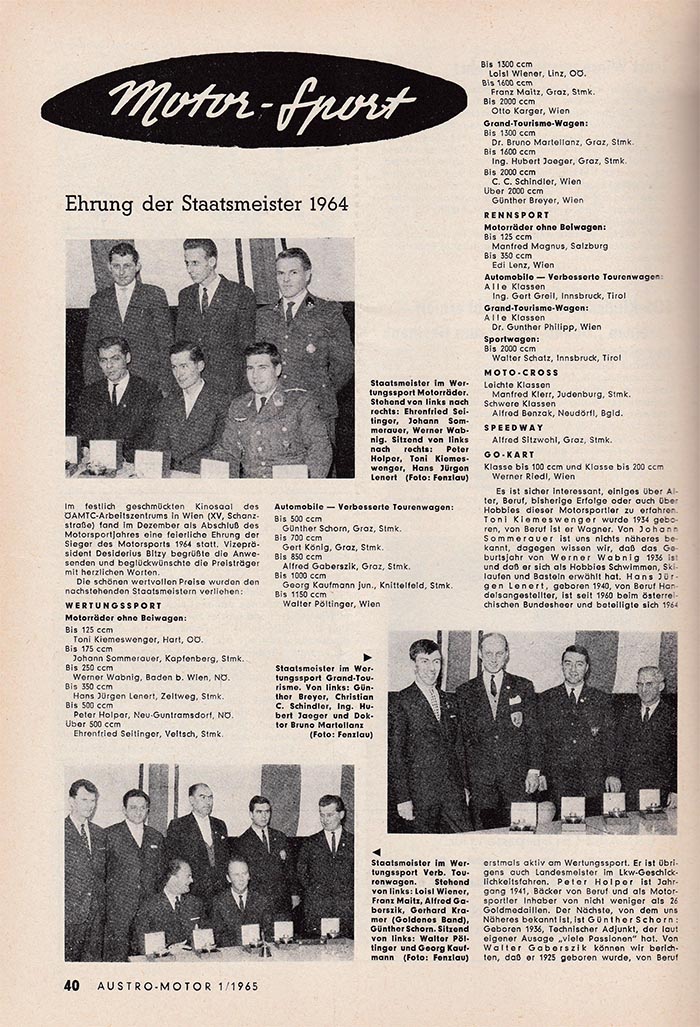 Motor-Sport
Ehrung der Staatsmeister 1964
Staatsmeister im Wer-
tungssport Motorräder.
Stehend von links nach
rechts: Ehrenfried Sei-
tinger, Johann Som-
merauer, Werner Wab-
nig. Sitzend von links
nach rechts: Peter
Holper, Toni Kiemes-
wenger, Hans Jürgen
Lenert (Foto: Fenzlau)
Im festlich geschmückten Kinosaal des
ÖAMTC-Arbeitszentrums in Wien (XV, Schanz-
straße) fand im Dezember als Abschluß des
Motorsportjahres eine feierliche Ehrung der
Sieger des Motorsports 1964 statt. Vizeprä-
sident Desiderius Bitzy begrüßte die Anwe-
senden und beglückwünschte die Preisträger
mit herzlichen Worten.
Die schönen wertvollen Preise wurden den
nachstehenden Staatsmeistern verliehen:
WERTUNGSSPORT
Motorräder ohne Beiwagen:
Bis 125 ccm
Toni Kiemeswenger, Hart, OÖ.
Bis 175 ccm
Johann Sommerauer, Kapfenberg, Stmk.
Bis 250 ccm
Werner Wabnig, Baden b. Wien, NÖ.
Bis 350 ccm
Hans Jürgen Lenert, Zeltweg, Stmk.
Bis 500 ccm
Peter Holper, Neu-Guntramsdorf, NÖ.
Über 500 ccm
Ehrenfried Seitinger, Veitsch, Stmk.
Automobile — Verbesserte Tourenwagen:
Bis 500 ccm
Günther Schorn, Graz, Stmk.
Bis 700 ccm
Gert König, Graz, Stmk.
Bis 850 ccm
Alfred Gaberszik, Graz, Stmk.
Bis 1000 ccm
Georg Kaufmann jun., Knittelfeld, Stmk.
Bis 1150 ccm
Walter Pöltinger, Wien
▶
Staatsmeister im Wer-
tungssport Grand-Tou-
risme. Von links: Gün-
ther Breyer, Christian
C. Schindler, Ing. Hu-
bert Jaeger und Dok-
tor Bruno Martellanz
(Foto: Fenzlau)
◀
Staatsmeister im Wer-
tungssport Verb. Tou-
renwagen. Stehend
von links: Loisl Wiener,
Franz Maitz, Alfred Ga-
berszik, Gerhard Kra-
mer (Goldenes Band),
Günther Schorn. Sitzend
von links: Walter Pöl-
tinger und Georg Kauf-
mann (Foto: Fenzlau)
Bis 1300 ccm
Loisl Wiener, Linz, OÖ.
Bis 1600 ccm
Franz Maitz, Graz, Stmk.
Bis 2000 ccm
Otto Karger, Wien
Grand-Tourisme-Wagen:
Bis 1300 ccm
Dr. Bruno Martellanz, Graz, Stmk.
Bis 1600 ccm
Ing. Hubert Jaeger, Graz, Stmk.
Bis 2000 ccm
C. C. Schindler, Wien
Über 2000 ccm
Günther Breyer, Wien
RENNSPORT
Motorräder ohne Beiwagen:
Bis 125 ccm
Manfred Magnus, Salzburg
Bis 350 ccm
Edi Lenz, Wien
Automobile — Verbesserte Tourenwagen:
Alle Klassen
Ing. Gert Greil, Innsbruck, Tirol
Grand-Tourisme-Wagen:
Alle Klassen
Dr. Gunther Philipp, Wien
Sportwagen:
Bis 2000 ccm
Walter Schatz, Innsbruck, Tirol
MOTO-CROSS
Leichte Klassen
Manfred Klerr, Judenburg, Stmk.
Schwere Klassen
Alfred Benzak, Neudörfl, Bgld.
SPEEDWAY
Alfred Sitzwohl, Graz, Stmk.
GO-KART
Klasse bis 100 ccm und Klasse bis 200 ccm
Werner Riedl, Wien
Es ist sicher interessant, einiges über Al-
ter, Beruf, bisherige Erfolge oder auch über
Hobbies dieser Motorsportler zu erfahren.
Toni Kiemeswenger wurde 1934 gebo-
ren, von Beruf ist er Wagner. Von Johann
Sommerauer ist uns nichts näheres be-
kannt, dagegen wissen wir, daß das Ge-
burtsjahr von Werner Wabnig 1936 ist
und daß er sich als Hobbies Schwimmen, Ski-
laufen und Basteln erwählt hat. Hans Jür-
gen Lenert, geboren 1940, von Beruf Han-
delsangestellter, ist seit 1960 beim österrei-
chischen Bundesheer und beteiligte sich 1964
erstmals aktiv am Wertungssport. Er ist übri-
gens auch Landesmeister im Lkw-Geschick-
lichkeitsfahren. Peter Holper ist Jahr-
gang 1941, Bäcker von Beruf und als Motor-
sportler Inhaber von nicht weniger als 26
Goldmedaillen. Der Nächste, von dem uns
Näheres bekannt ist, ist Günther Schorn:
Geboren 1936, Technischer Adjunkt, der laut
eigener Aussage „viele Passionen" hat. Von
Walter Gaberszik können wir berich-
ten, daß er 1925 geboren wurde, von Beruf
40 AUSTRO-MOTOR 1/1965